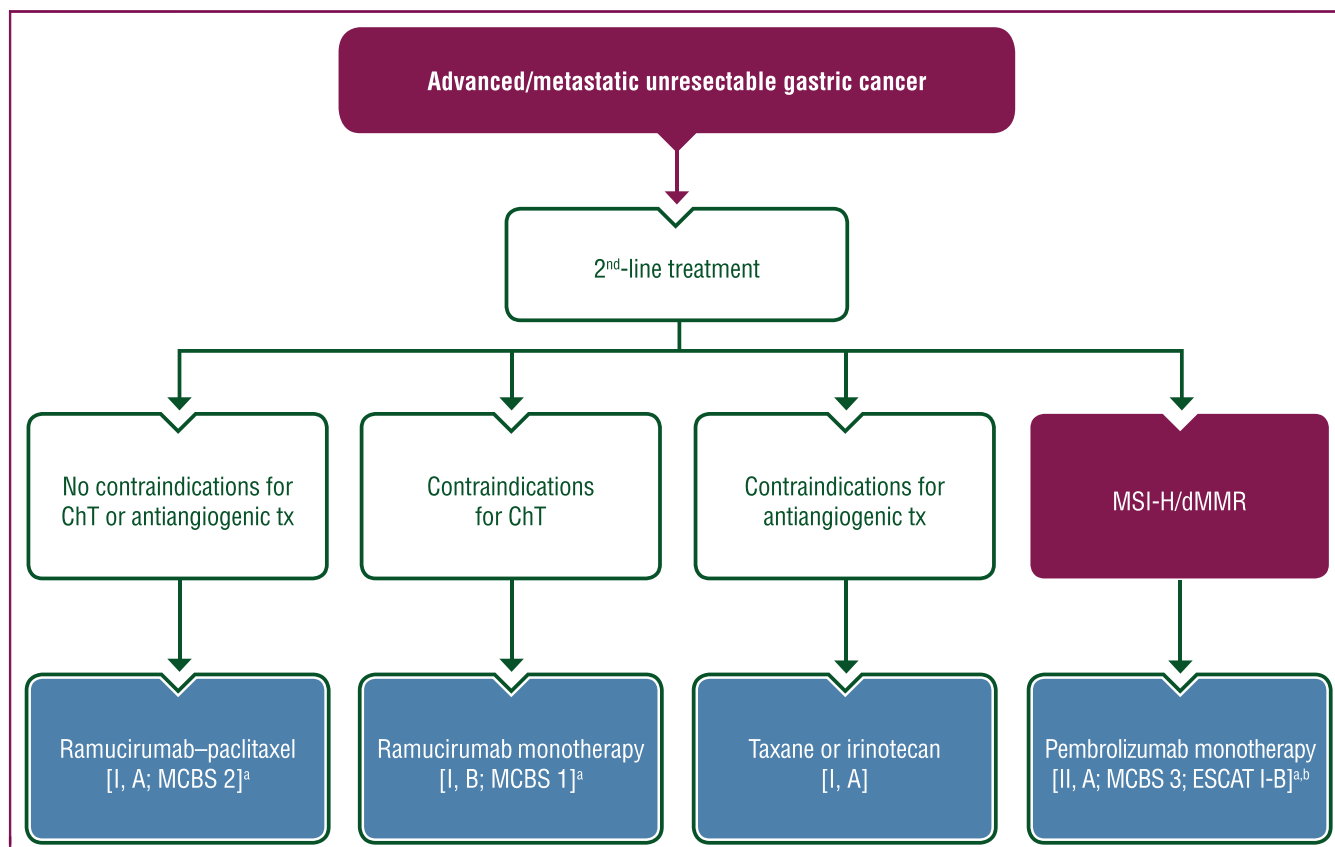 Advanced/metastatic unresectable gastric cancer
2nd-line treatment
No contraindications for
ChT or antiangiogenic tx
Contraindications
for ChT
Contraindications for
antiangiogenic tx
MSI-H/dMMR
Ramucirumab–paclitaxel
[I, A; MCBS 2]a
Ramucirumab monotherapy
[I, B; MCBS 1]a
Taxane or irinotecan
[I, A]
Pembrolizumab monotherapy
[II, A; MCBS 3; ESCAT I-B]a,b